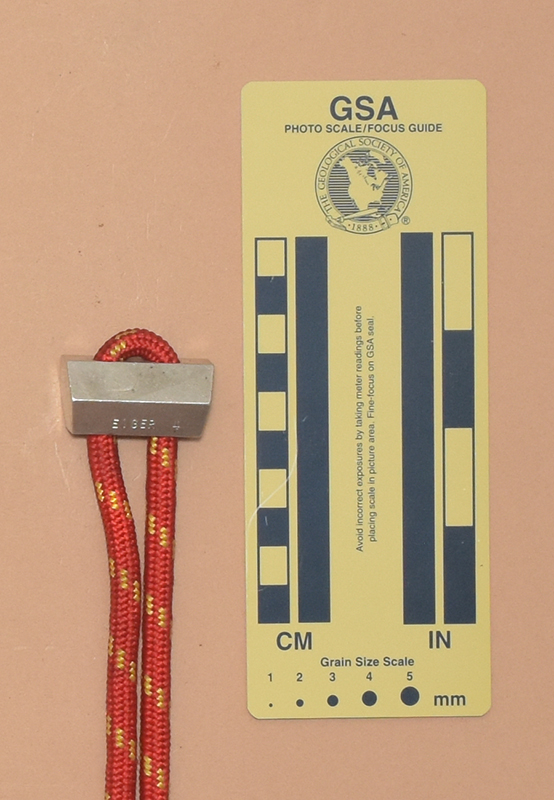 GSA
PHOTO SCALE/FOCUS GUIDE
THE GEOLOGICAL SOCIETY OF AMERICA
·1888·
®
Avoid incorrect exposures by taking meter readings before
placing scale in picture area. Fine-focus on GSA seal.
EIGER 4
CM IN
Grain Size Scale
1 2 3 4 5
mm